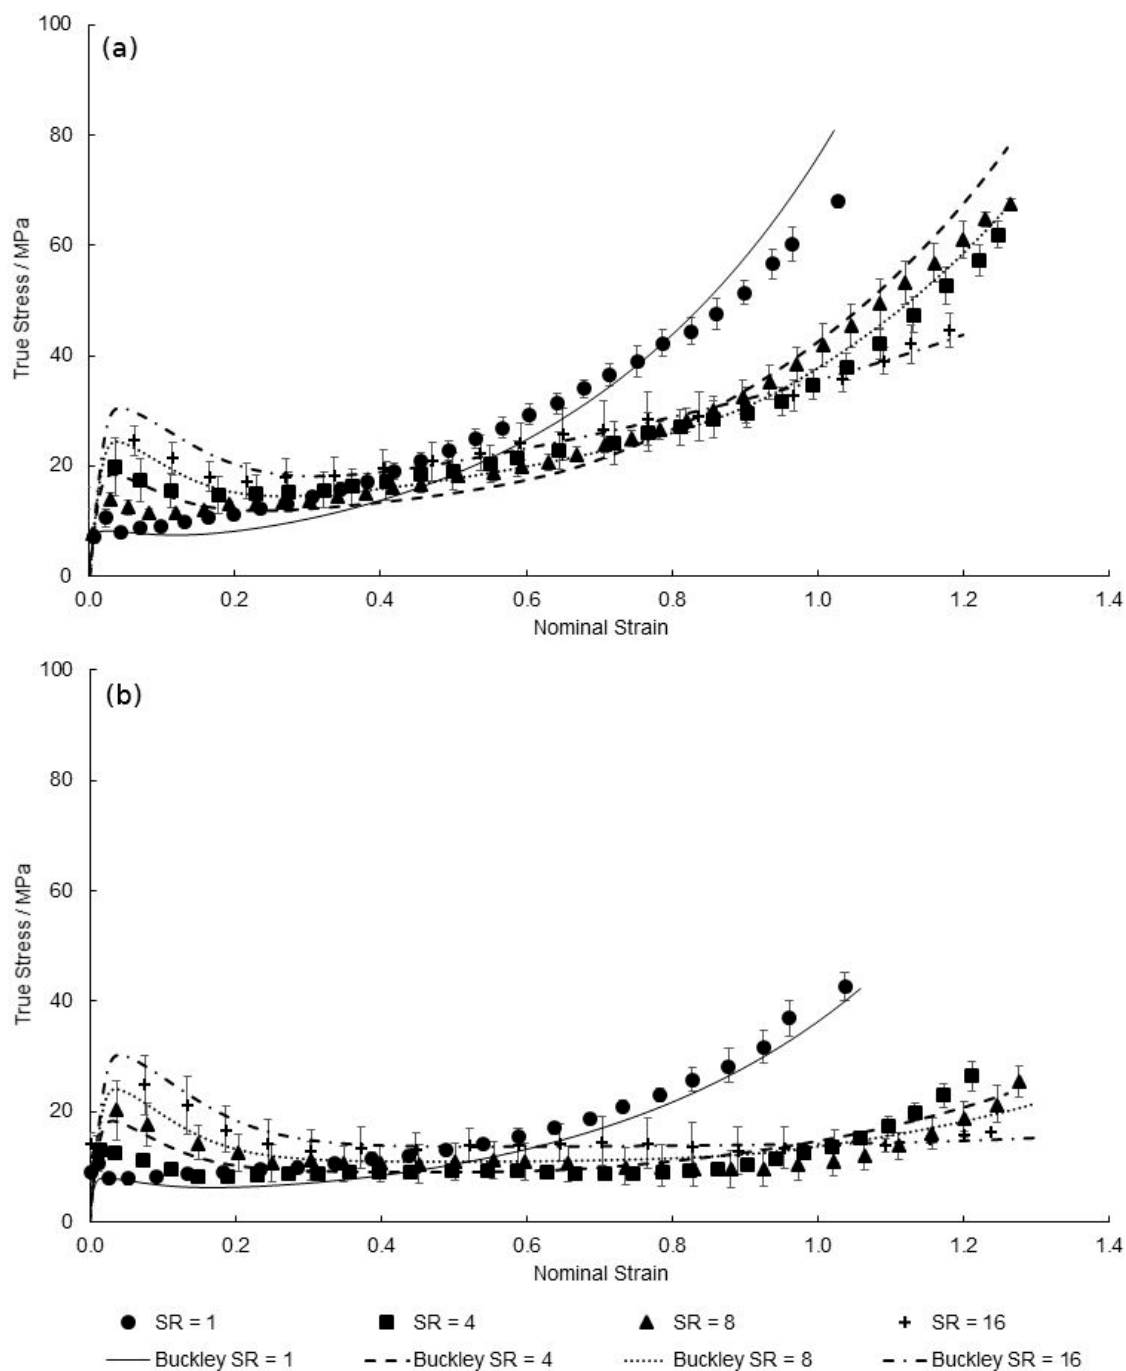 (a)
True Stress / MPa
100
80
60
40
20
0
0.0 0.2 0.4 0.6 0.8 1.0 1.2 1.4
Nominal Strain
(b)
True Stress / MPa
100
80
60
40
20
0
0.0 0.2 0.4 0.6 0.8 1.0 1.2 1.4
Nominal Strain
SR = 1 SR = 4 SR = 8 SR = 16
Buckley SR = 1 Buckley SR = 4 Buckley SR = 8 Buckley SR = 16